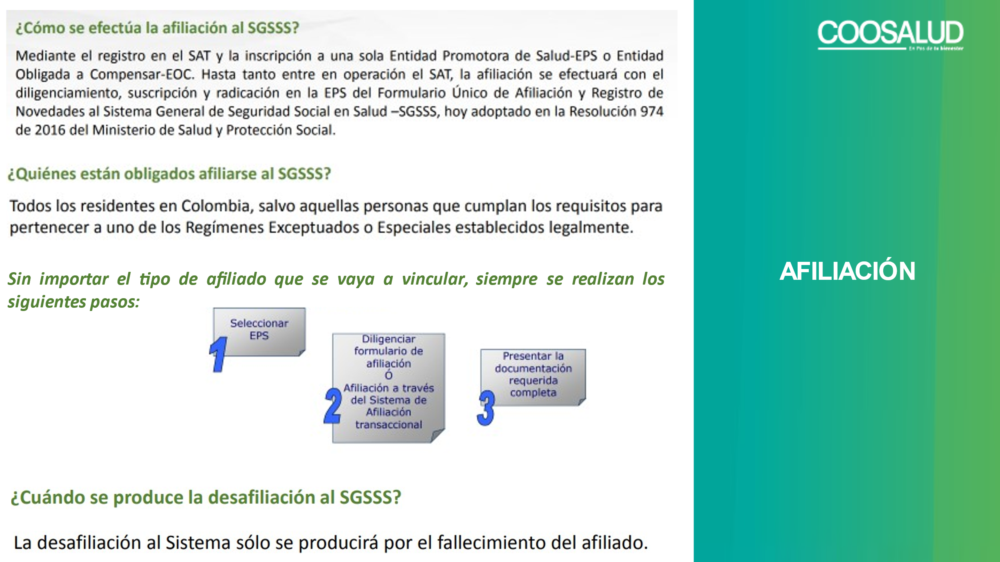 ¿Cómo se efectúa la afiliación al SGSSS?
Mediante el registro en el SAT y la inscripción a una sola Entidad Promotora de Salud-EPS o Entidad
Obligada a Compensar-EOC. Hasta tanto entre en operación el SAT, la afiliación se efectuará con el
diligenciamiento, suscripción y radicación en la EPS del Formulario Único de Afiliación y Registro de
Novedades al Sistema General de Seguridad Social en Salud –SGSSS, hoy adoptado en la Resolución 974
de 2016 del Ministerio de Salud y Protección Social.
¿Quiénes están obligados afiliarse al SGSSS?
Todos los residentes en Colombia, salvo aquellas personas que cumplan los requisitos para
pertenecer a uno de los Regímenes Exceptuados o Especiales establecidos legalmente.
Sin importar el tipo de afiliado que se vaya a vincular, siempre se realizan los
siguientes pasos:
Seleccionar
EPS
1
Diligenciar
formulario de
afiliación
Ó
Afiliación a través
del Sistema de
Afiliación
transaccional
2
Presentar la
documentación
requerida
completa
3
¿Cuándo se produce la desafiliación al SGSSS?
La desafiliación al Sistema sólo se producirá por el fallecimiento del afiliado.
COOSALUD
En Pos de tu bienestar
AFILIACIÓN